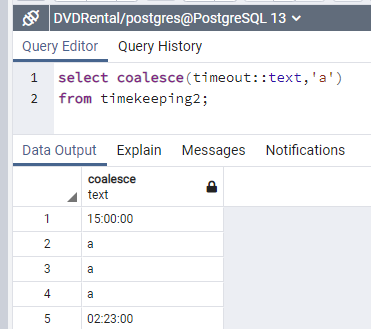 DVDRental/postgres@PostgreSQL 13
Query Editor Query History
1 select coalesce(timeout::text,'a')
2 from timekeeping2;
Data Output Explain Messages Notifications
coalesce
text
1 15:00:00
2 a
3 a
4 a
5 02:23:00